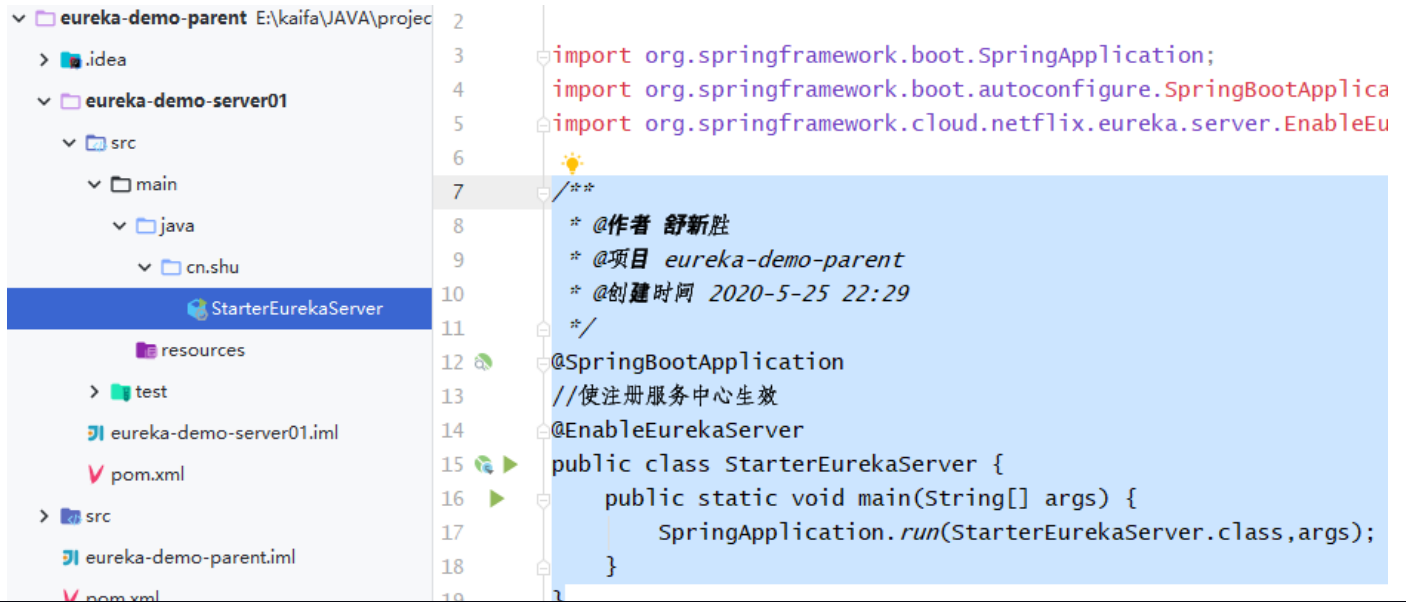 eureka-demo-parent E:\kaifa\JAVA\projec
.idea
eureka-demo-server01
src
main
java
cn.shu
StarterEurekaServer
resources
test
eureka-demo-server01.iml
pom.xml
src
eureka-demo-parent.iml
pom.xml
2
3 import org.springframework.boot.SpringApplication;
4 import org.springframework.boot.autoconfigure.SpringBootApplica
5 import org.springframework.cloud.netflix.eureka.server.EnableEu
6
7 /**
8 * @作者 舒新胜
9 * @项目 eureka-demo-parent
10 * @创建时间 2020-5-25 22:29
11 */
12 @SpringBootApplication
13 //使注册服务中心生效
14 @EnableEurekaServer
15 public class StarterEurekaServer {
16 public static void main(String[] args) {
17 SpringApplication.run(StarterEurekaServer.class,args);
18 }
19 }